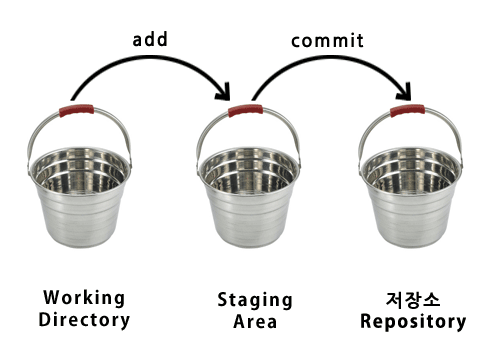 add
commit
Working
Directory
Staging
Area
저장소
Repository